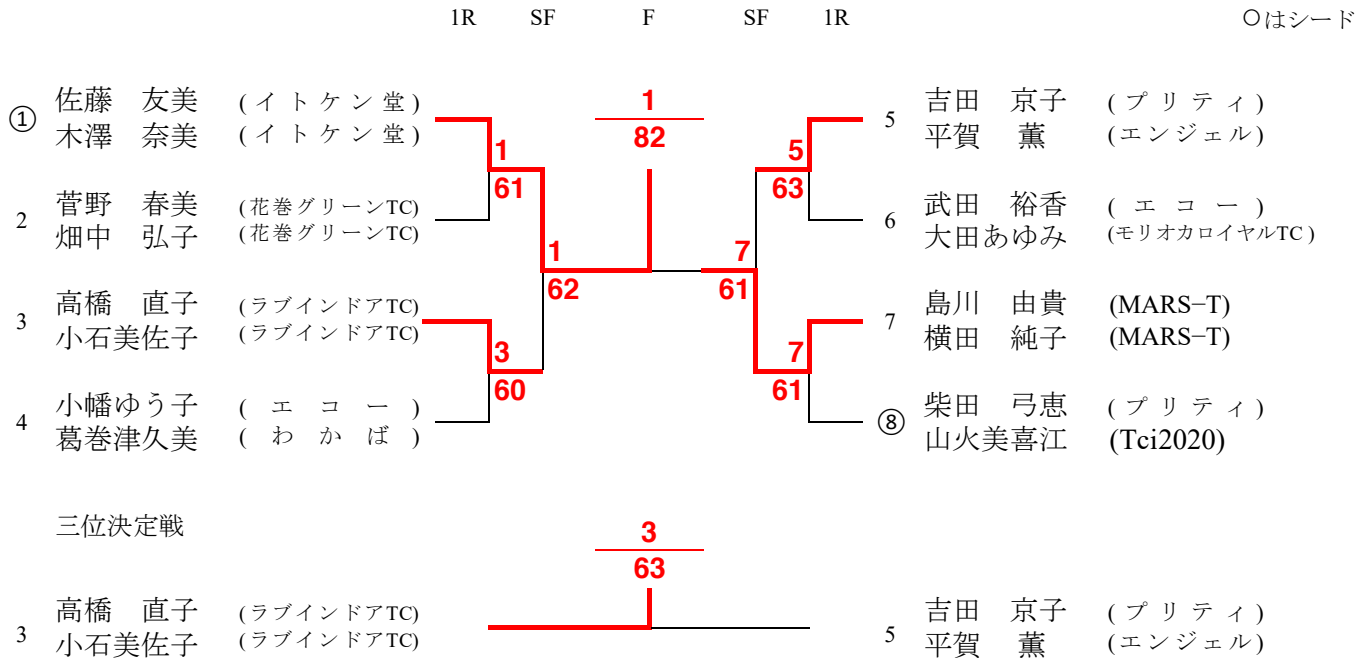 1R SF F SF 1R ○はシード
① 佐藤 友美 (イトケン堂)
木澤 奈美 (イトケン堂)
1
61
2 菅野 春美 (花巻グリーンTC)
畑中 弘子 (花巻グリーンTC)
1
62
3 高橋 直子 (ラブインドアTC)
小石美佐子 (ラブインドアTC)
3
60
4 小幡ゆう子 (エコー)
葛巻津久美 (わかば)
1
82
5 吉田 京子 (プリティ)
平賀 薫 (エンジェル)
5
63
6 武田 裕香 (エコー)
大田あゆみ (モリオカロイヤルTC)
7
61
7 島川 由貴 (MARS−T)
横田 純子 (MARS−T)
7
61
⑧ 柴田 弓恵 (プリティ)
山火美喜江 (Tci2020)
三位決定戦
3
63
3 高橋 直子 (ラブインドアTC)
小石美佐子 (ラブインドアTC)
5 吉田 京子 (プリティ)
平賀 薫 (エンジェル)